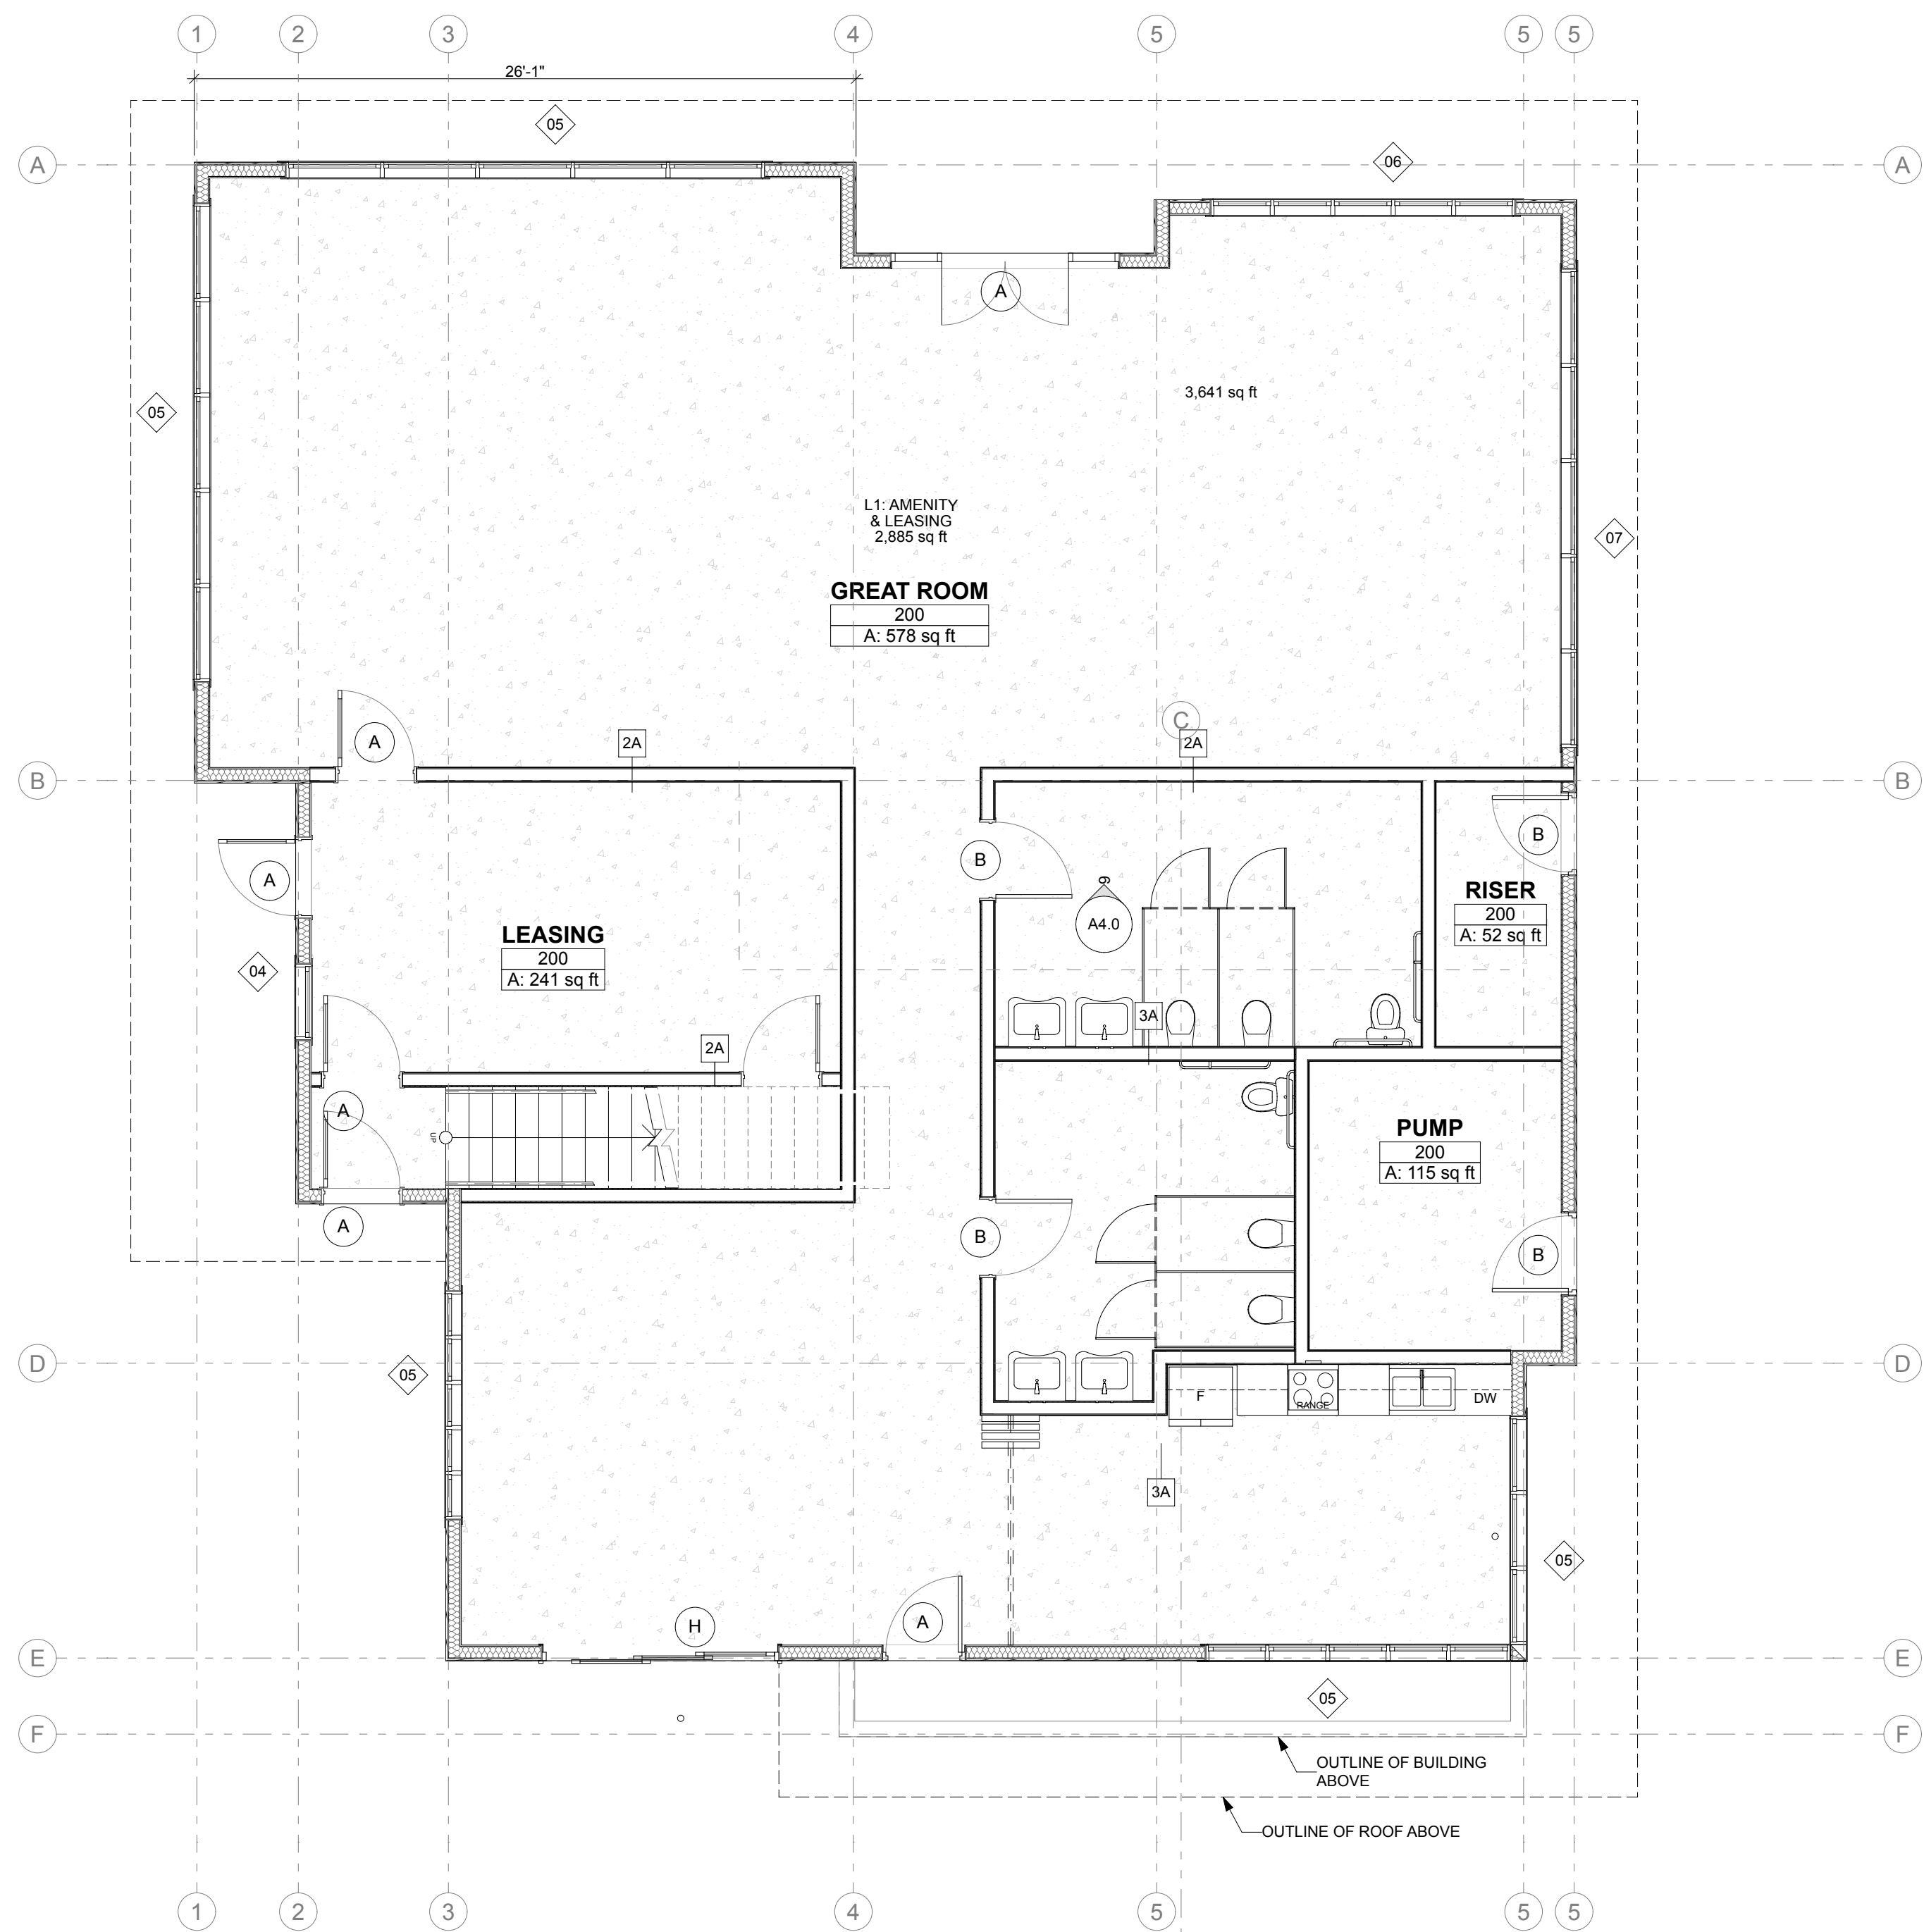 1 2 3 4 5 5 5
26'-1"
05
A 06 A
A
3,641 sq ft
05
L1: AMENITY
& LEASING
2,885 sq ft
07
GREAT ROOM
200
A: 578 sq ft
C
A 2A 2A
B B
B
B
A
RISER
200
A: 52 sq ft
6
A4.0
LEASING
200
A: 241 sq ft
04
3A
2A
A
UP
PUMP
200
A: 115 sq ft
A
B
B
D D
05
F
RANGE
DW
3A
05
H
A
E E
05
F F
OUTLINE OF BUILDING
ABOVE
OUTLINE OF ROOF ABOVE
1 2 3 4 5 5 5